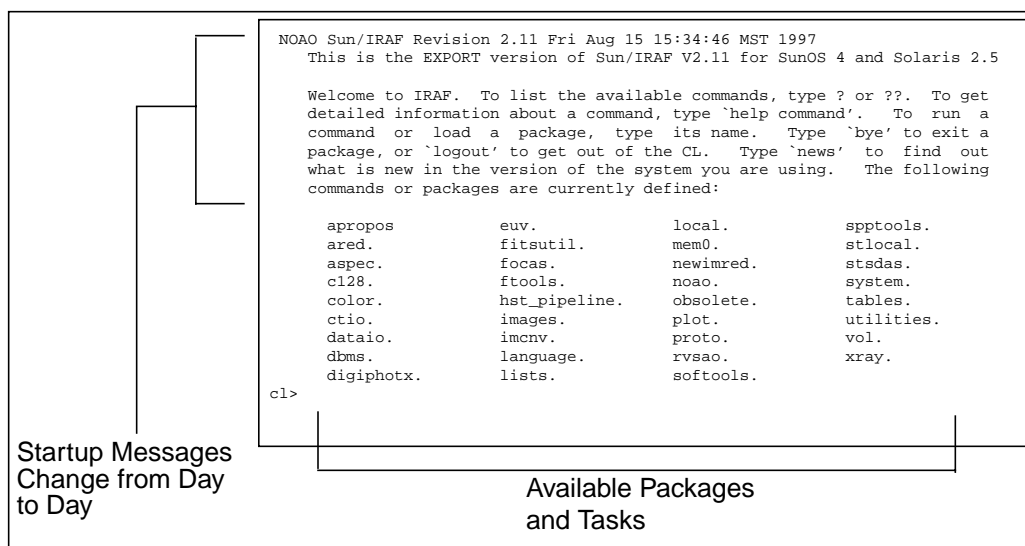 NOAO Sun/IRAF Revision 2.11 Fri Aug 15 15:34:46 MST 1997
This is the EXPORT version of Sun/IRAF V2.11 for SunOS 4 and Solaris 2.5
Welcome to IRAF. To list the available commands, type ? or ??. To get
detailed information about a command, type `help command'. To run a
command or load a package, type its name. Type `bye' to exit a
package, or `logout' to get out of the CL. Type `news' to find out
what is new in the version of the system you are using. The following
commands or packages are currently defined:
apropos euv. local. spptools.
ared. fitsutil. mem0. stlocal.
aspec. focas. newimred. stsdas.
c128. ftools. noao. system.
color. hst_pipeline. obsolete. tables.
ctio. images. plot. utilities.
dataio. imcnv. proto. vol.
dbms. language. rvsao. xray.
digiphotx. lists. softools.
cl>
Startup Messages
Change from Day
to Day
Available Packages
and Tasks